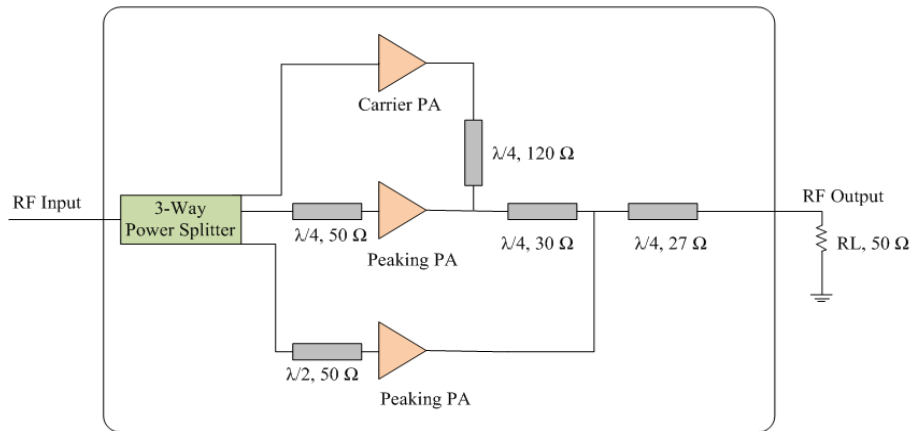 Carrier PA
λ/4, 120 Ω
RF Input
3-Way
Power Splitter
λ/4, 50 Ω
Peaking PA
λ/4, 30 Ω
λ/4, 27 Ω
RF Output
RL, 50 Ω
λ/2, 50 Ω
Peaking PA